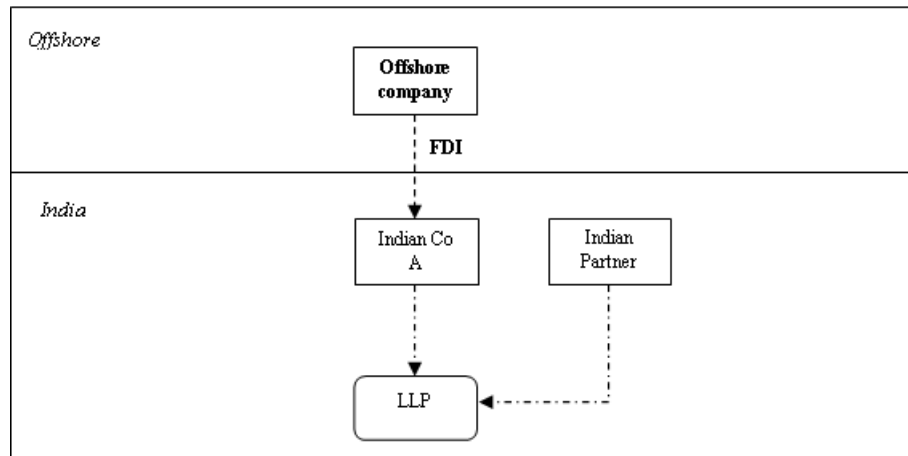 Offshore
Offshore
company
FDI
India
Indian Co
A
Indian
Partner
LLP